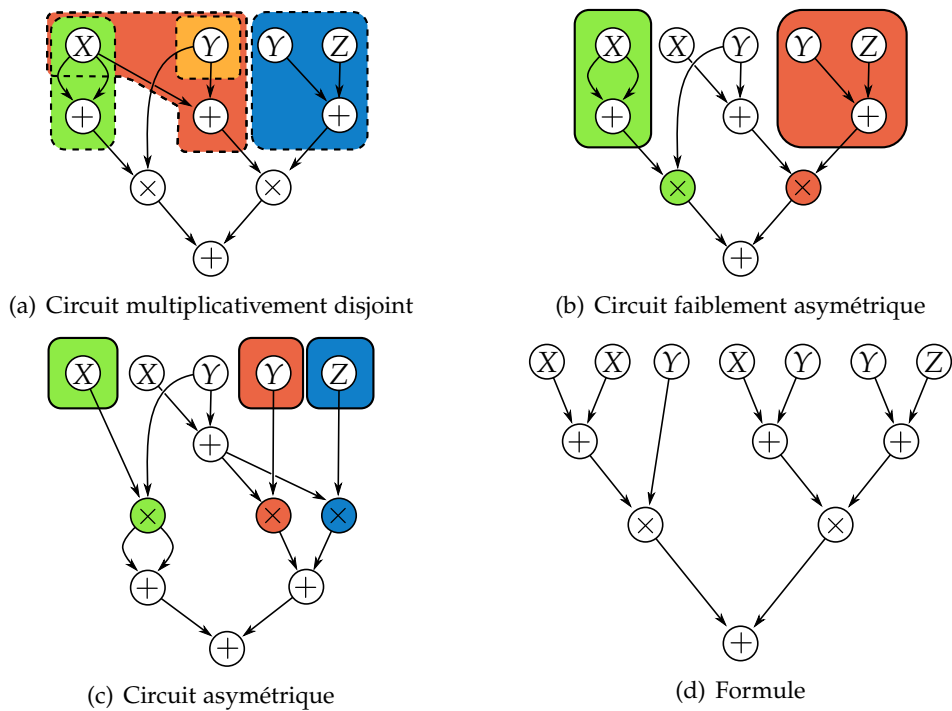 X Y Y Z X X Y Y Z
+ + + + + +
× × × ×
+ +
(a) Circuit multiplicativement disjoint (b) Circuit faiblement asymétrique
X X Y Y Z X X Y X Y Y Z
+ + + +
× × × × ×
+ +
+ +
(c) Circuit asymétrique (d) Formule